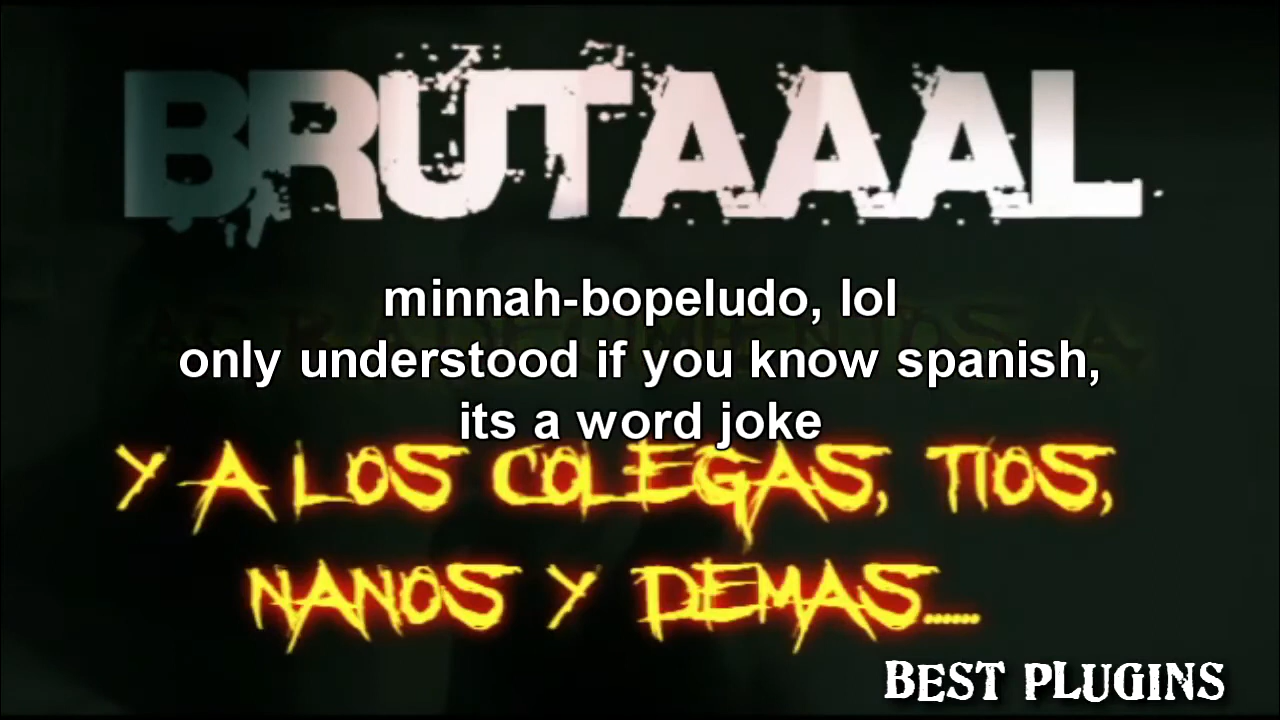 BRUTAAAL
minnah-bopeludo, lol
AGRADECIMIENTOS A
only understood if you know spanish,
its a word joke
Y A LOS COLEGAS, TIOS,
NANOS Y DEMAS......
BEST PLUGINS